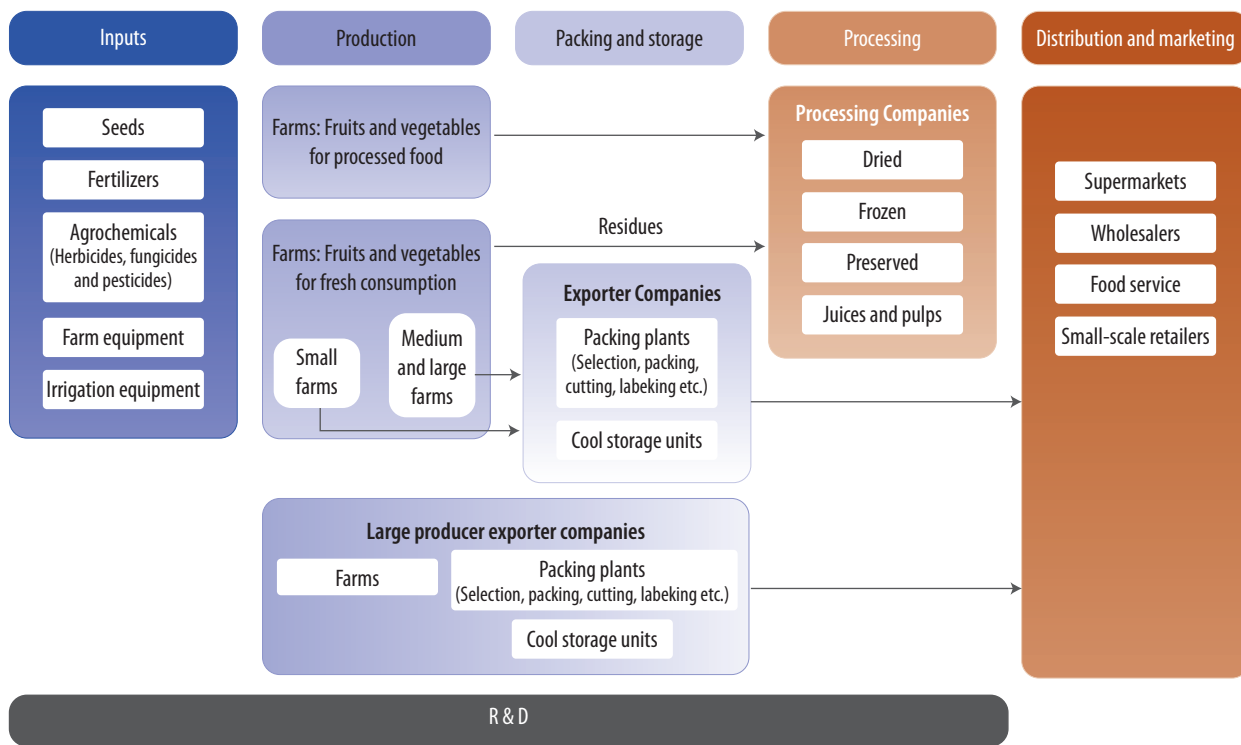 Inputs
Production
Packing and storage
Processing
Distribution and marketing
Seeds
Fertilizers
Agrochemicals
(Herbicides, fungicides
and pesticides)
Farm equipment
Irrigation equipment
Farms: Fruits and vegetables
for processed food
Farms: Fruits and vegetables
for fresh consumption
Small
farms
Medium
and large
farms
Residues
Exporter Companies
Packing plants
(Selection, packing,
cutting, labeking etc.)
Cool storage units
Large producer exporter companies
Farms
Packing plants
(Selection, packing, cutting, labeking etc.)
Cool storage units
Processing Companies
Dried
Frozen
Preserved
Juices and pulps
Supermarkets
Wholesalers
Food service
Small-scale retailers
R & D